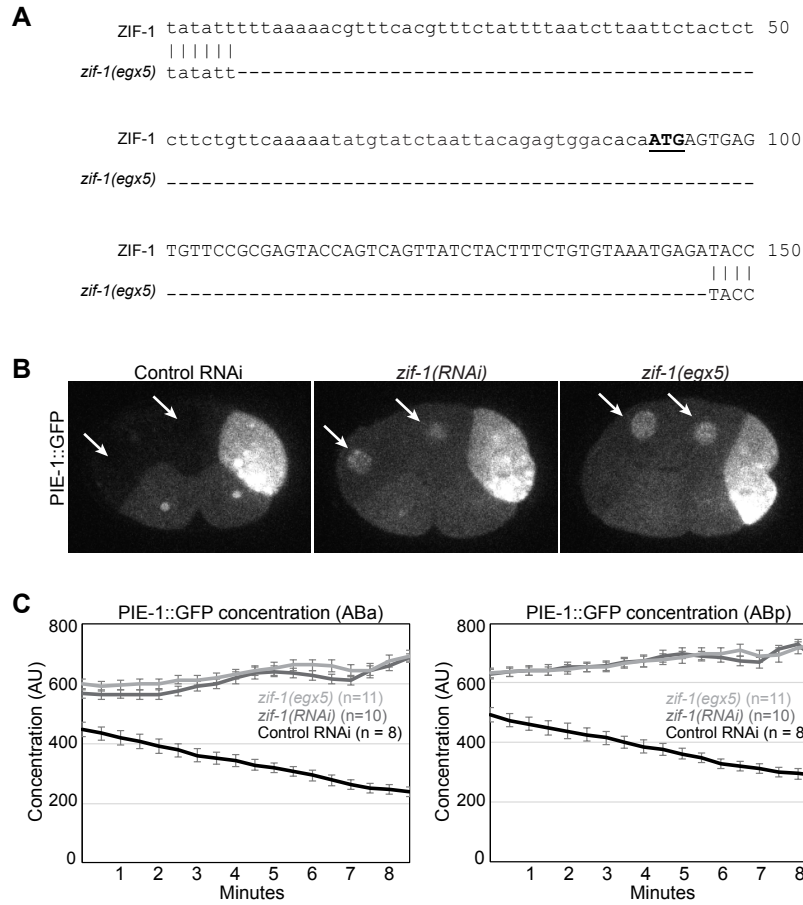 A
ZIF-1 tatatttttaaaaacgtttcacgtttctattttaatcttaattctactct 50
||||||
zif-1(egx5) tatatt--------------------------------------------
ZIF-1 cttctgttcaaaaatatgtatctaattacagagtggacacaATGAGTGAG 100
zif-1(egx5) --------------------------------------------------
ZIF-1 TGTTCCGCGAGTACCAGTCAGTTATCTACTTTCTGTGTAAATGAGATACC 150
||||
zif-1(egx5) ----------------------------------------------TACC
B
Control RNAi zif-1(RNAi) zif-1(egx5)
PIE-1::GFP
C
PIE-1::GFP concentration (ABa)
Concentration (AU)
800
600
400
200
0
zif-1(egx5) (n=11)
zif-1(RNAi) (n=10)
Control RNAi (n = 8)
1 2 3 4 5 6 7 8
Minutes
PIE-1::GFP concentration (ABp)
Concentration (AU)
800
600
400
200
0
zif-1(egx5) (n=11)
zif-1(RNAi) (n=10)
Control RNAi (n = 8
1 2 3 4 5 6 7 8
Minutes